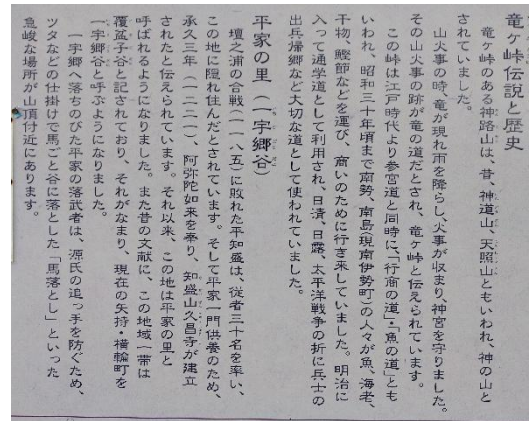 竜ヶ峠伝説と歴史
竜ヶ峠のある神路山は、昔、神道山、天照山ともいわれ、神の山と
されていました。
山火事の時、竜が現れ雨を降らし、火事が収まり、神宮を守りました。
その山火事の跡が竜の道だとされ、竜ヶ峠と伝えられています。
この峠は江戸時代より参宮道と同時に、「行商の道・「魚の道」とも
いわれ、昭和三十年頃まで南勢、南島(現南伊勢町)の人々が魚、海老、
干物、鰹節などを運び、商いのために行き来していました。明治に
入って通学道として利用され、日清、日露、太平洋戦争の折に兵士の
出兵帰郷など大切な道として使われていました。
平家の里(一宇郷谷)
壇之浦の合戦(一一八五)に敗れた平知盛は、従者三十名を率い、
この地に隠れ住んだとされています。そして平家一門供養のため、
承久三年(一二二一)、阿弥陀如来を奉り、知盛山久昌寺が建立
されたと伝えられています。それ以来、この地は平家の里と
呼ばれるようになりました。また昔の文献に、この地域一帯は
覆盆子谷と記されており、それがなまり、現在の矢持・横輪町を
一宇郷谷と呼ぶようになりました。
一宇郷へ落ちのびた平家の落武者は、源氏の追っ手を防ぐため、
ツタなどの仕掛けで馬ごと谷に落とした「馬落とし」といった
急峻な場所が山頂付近にあります。